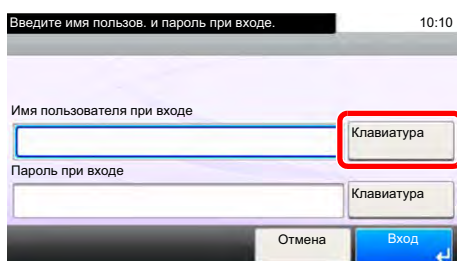 Введите имя пользов. и пароль при входе. 10:10
Имя пользователя при входе
Клавиатура
Пароль при входе
Клавиатура
Отмена Вход